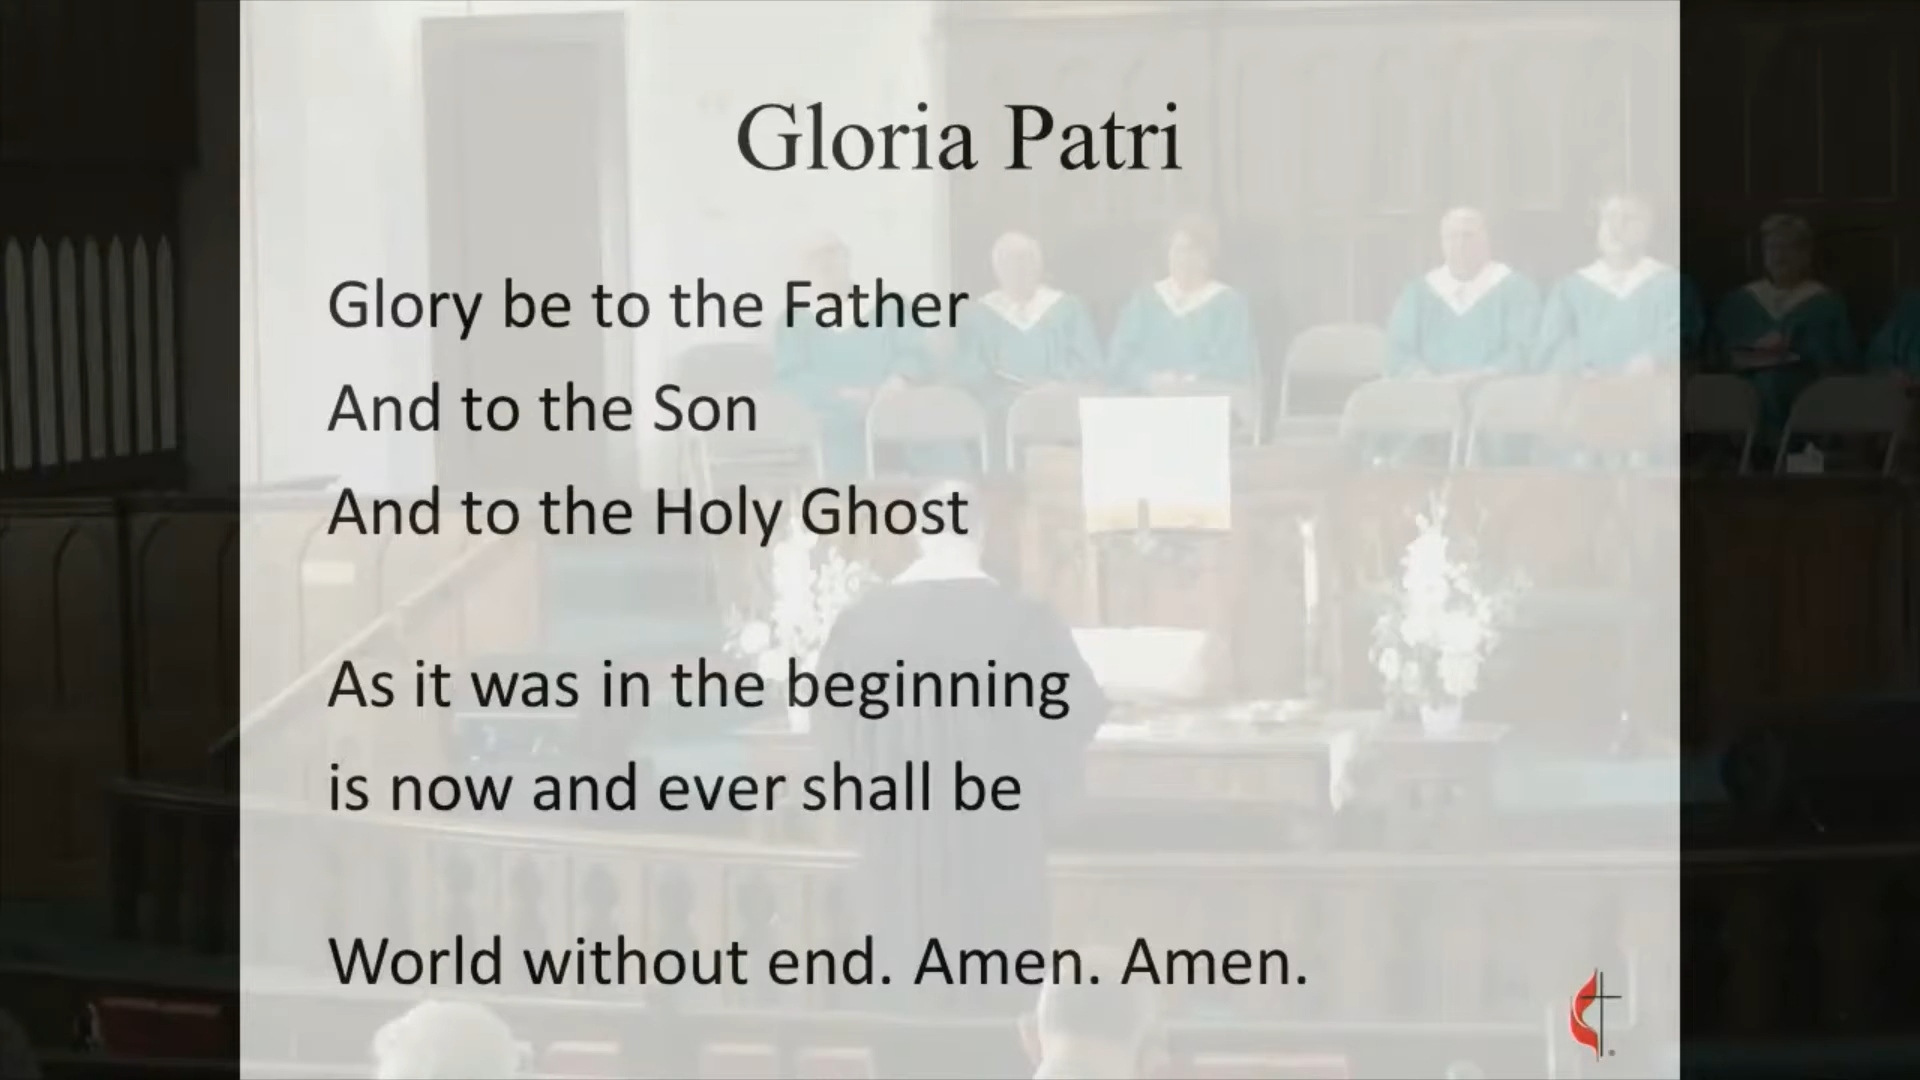 Gloria Patri
Glory be to the Father
And to the Son
And to the Holy Ghost
As it was in the beginning
is now and ever shall be
World without end. Amen. Amen.